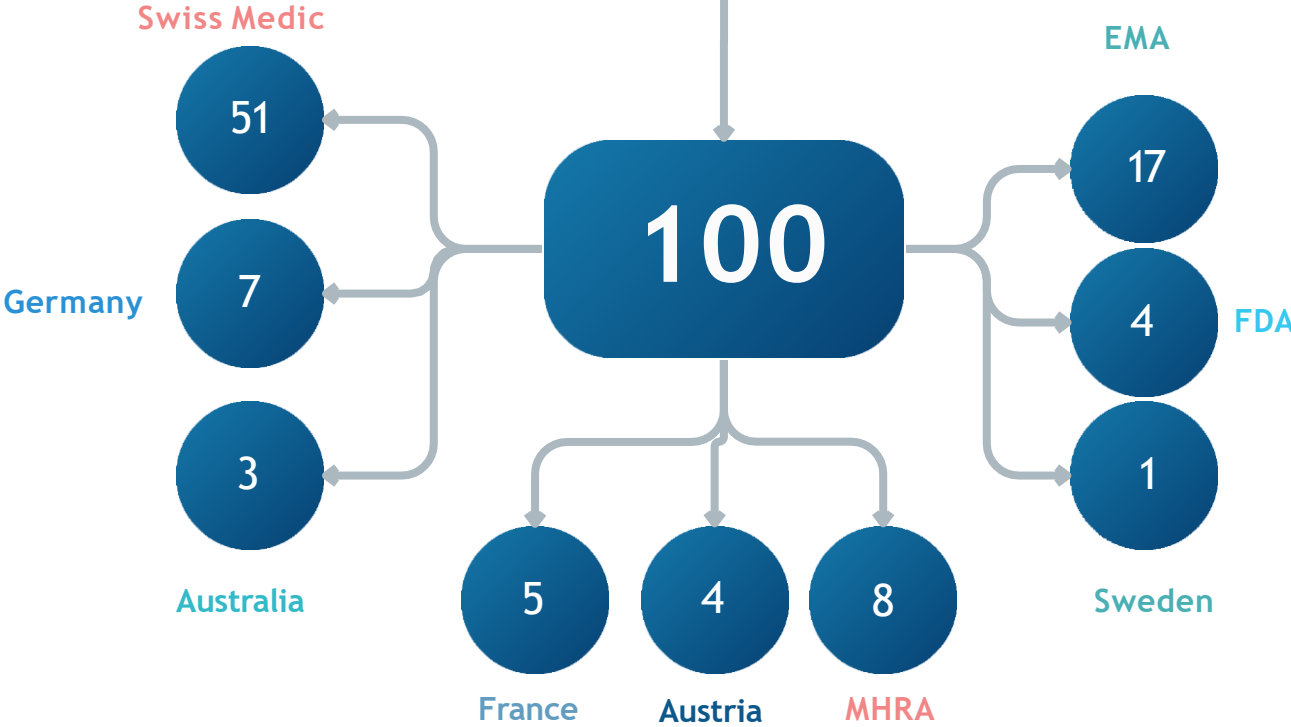 Swiss Medic
EMA
51
17
100
7
Germany
4
FDA
3
1
Australia
5
4
8
Sweden
France
Austria
MHRA